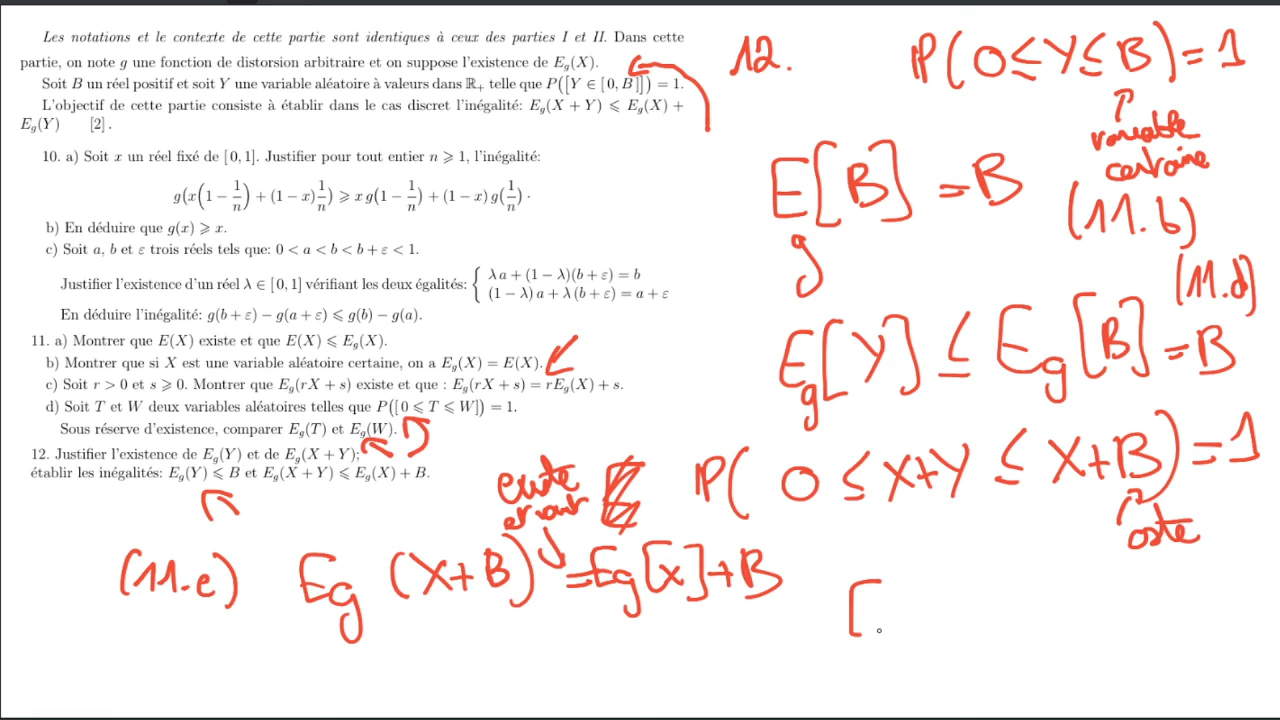 Les notations et le contexte de cette partie sont identiques à ceux des parties I et II. Dans cette
partie, on note g une fonction de distorsion arbitraire et on suppose l'existence de E_g(X).
Soit B un réel positif et soit Y une variable aléatoire à valeurs dans ℝ₊ telle que P([Y ∈ [0, B]]) = 1.
L'objectif de cette partie consiste à établir dans le cas discret l'inégalité: E_g(X + Y) ⩽ E_g(X) +
E_g(Y) [2].
10. a) Soit x un réel fixé de [0, 1]. Justifier pour tout entier n ⩾ 1, l'inégalité:
g(x(1 − 1/n) + (1 − x)1/n) ⩾ x g(1 − 1/n) + (1 − x) g(1/n) ·
b) En déduire que g(x) ⩾ x.
c) Soit a, b et ε trois réels tels que: 0 < a < b < b + ε < 1.
Justifier l'existence d'un réel λ ∈ [0, 1] vérifiant les deux égalités: { λ a + (1 − λ)(b + ε) = b
(1 − λ) a + λ (b + ε) = a + ε
En déduire l'inégalité: g(b + ε) − g(a + ε) ⩽ g(b) − g(a).
11. a) Montrer que E(X) existe et que E(X) ⩽ E_g(X).
b) Montrer que si X est une variable aléatoire certaine, on a E_g(X) = E(X).
c) Soit r > 0 et s ⩾ 0. Montrer que E_g(rX + s) existe et que : E_g(rX + s) = rE_g(X) + s.
d) Soit T et W deux variables aléatoires telles que P([0 ⩽ T ⩽ W]) = 1.
Sous réserve d'existence, comparer E_g(T) et E_g(W).
12. Justifier l'existence de E_g(Y) et de E_g(X + Y);
établir les inégalités: E_g(Y) ⩽ B et E_g(X + Y) ⩽ E_g(X) + B.
12. P(0 ≤ Y ≤ B) = 1
variable
certaine
E_g[B] = B
(11.b)
(11.d)
E_g[Y] ≤ E_g[B] = B
P( 0 ≤ X+Y ≤ X+B) = 1
existe
et vaut
cste
(11.c) E_g (X+B) = E_g[X]+B
[